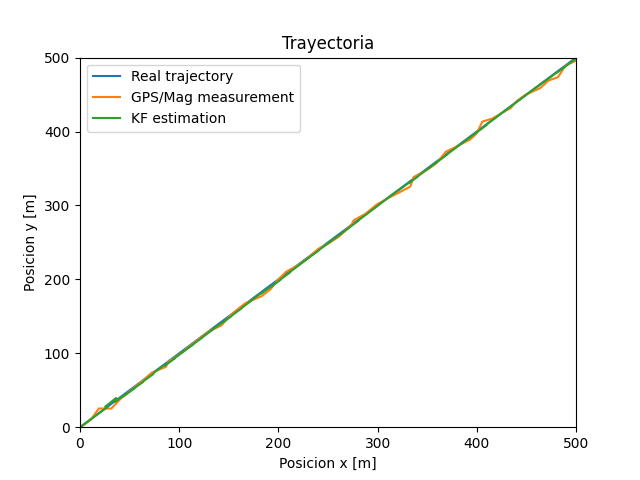 Trayectoria
Real trajectory
GPS/Mag measurement
KF estimation
500
400
300
200
100
0
Posicion y [m]
0 100 200 300 400 500
Posicion x [m]